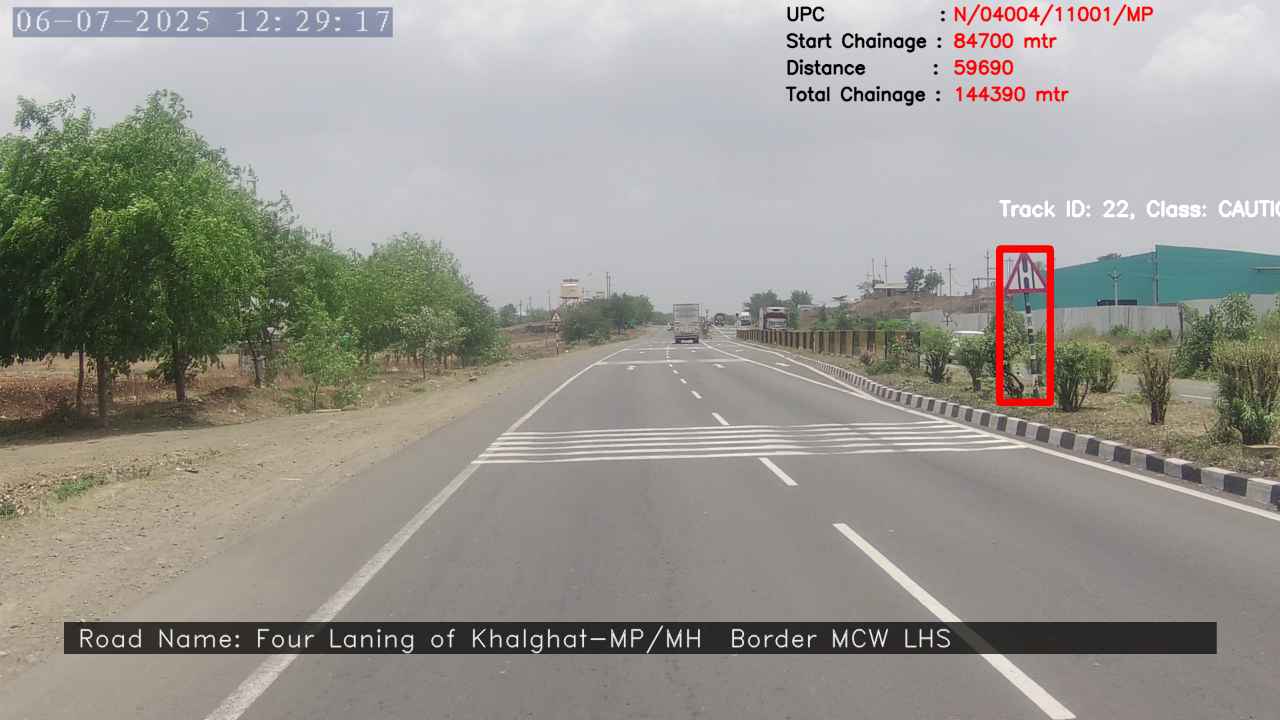 06-07-2025 12:29:17
UPC : N/04004/11001/MP
Start Chainage : 84700 mtr
Distance : 59690
Total Chainage : 144390 mtr
Track ID: 22, Class: CAUTIO
Road Name: Four Laning of Khalghat-MP/MH Border MCW LHS